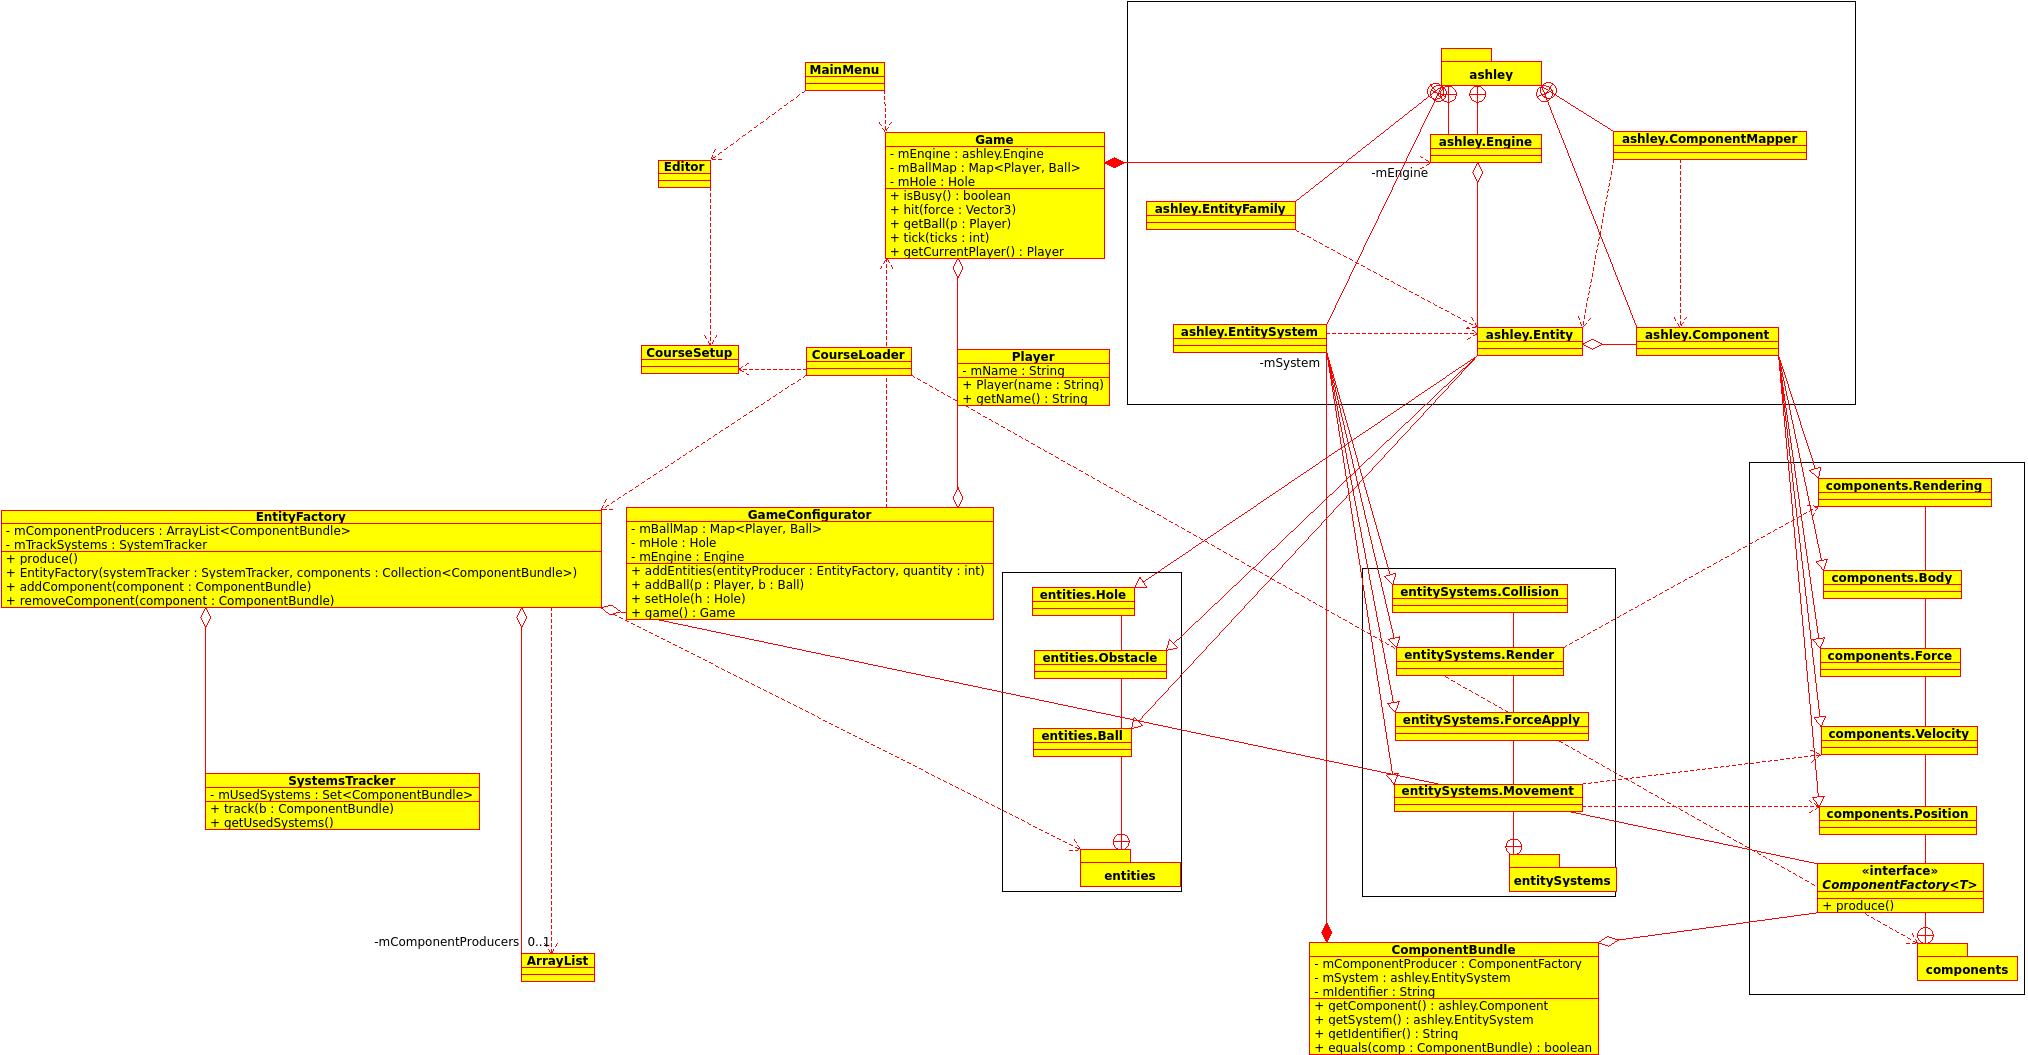 ashley
MainMenu
Game
- mEngine : ashley.Engine
- mBallMap : Map<Player, Ball>
- mHole : Hole
+ isBusy() : boolean
+ hit(force : Vector3)
+ getBall(p : Player)
+ tick(ticks : int)
+ getCurrentPlayer() : Player
Editor
ashley.Engine
-mEngine
ashley.ComponentMapper
ashley.EntityFamily
ashley.EntitySystem
-mSystem
ashley.Entity
ashley.Component
CourseSetup
CourseLoader
Player
- mName : String
+ Player(name : String)
+ getName() : String
EntityFactory
- mComponentProducers : ArrayList<ComponentBundle>
- mTrackSystems : SystemTracker
+ produce()
+ EntityFactory(systemTracker : SystemTracker, components : Collection<ComponentBundle>)
+ addComponent(component : ComponentBundle)
+ removeComponent(component : ComponentBundle)
GameConfigurator
- mBallMap : Map<Player, Ball>
- mHole : Hole
- mEngine : Engine
+ addEntities(entityProducer : EntityFactory, quantity : int)
+ addBall(p : Player, b : Ball)
+ setHole(h : Hole)
+ game() : Game
entities.Hole
entities.Obstacle
entities.Ball
entities
entitySystems.Collision
entitySystems.Render
entitySystems.ForceApply
entitySystems.Movement
entitySystems
components.Rendering
components.Body
components.Force
components.Velocity
components.Position
«interface»
ComponentFactory<T>
+ produce()
components
SystemsTracker
- mUsedSystems : Set<ComponentBundle>
+ track(b : ComponentBundle)
+ getUsedSystems()
-mComponentProducers 0..1
ArrayList
ComponentBundle
- mComponentProducer : ComponentFactory
- mSystem : ashley.EntitySystem
- mIdentifier : String
+ getComponent() : ashley.Component
+ getSystem() : ashley.EntitySystem
+ getIdentifier() : String
+ equals(comp : ComponentBundle) : boolean